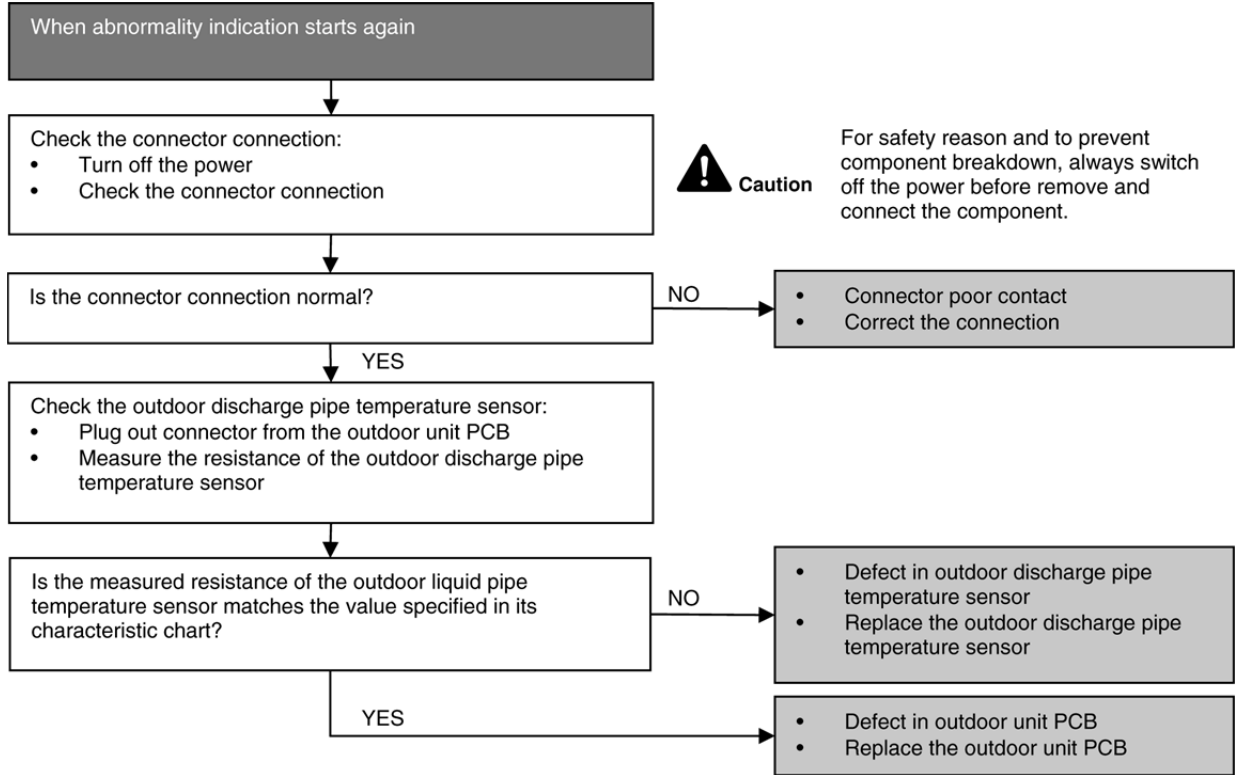 When abnormality indication starts again
Check the connector connection:
• Turn off the power
• Check the connector connection
Caution
For safety reason and to prevent
component breakdown, always switch
off the power before remove and
connect the component.
Is the connector connection normal?
NO
• Connector poor contact
• Correct the connection
YES
Check the outdoor discharge pipe temperature sensor:
• Plug out connector from the outdoor unit PCB
• Measure the resistance of the outdoor discharge pipe
temperature sensor
Is the measured resistance of the outdoor liquid pipe
temperature sensor matches the value specified in its
characteristic chart?
NO
• Defect in outdoor discharge pipe
temperature sensor
• Replace the outdoor discharge pipe
temperature sensor
YES
• Defect in outdoor unit PCB
• Replace the outdoor unit PCB